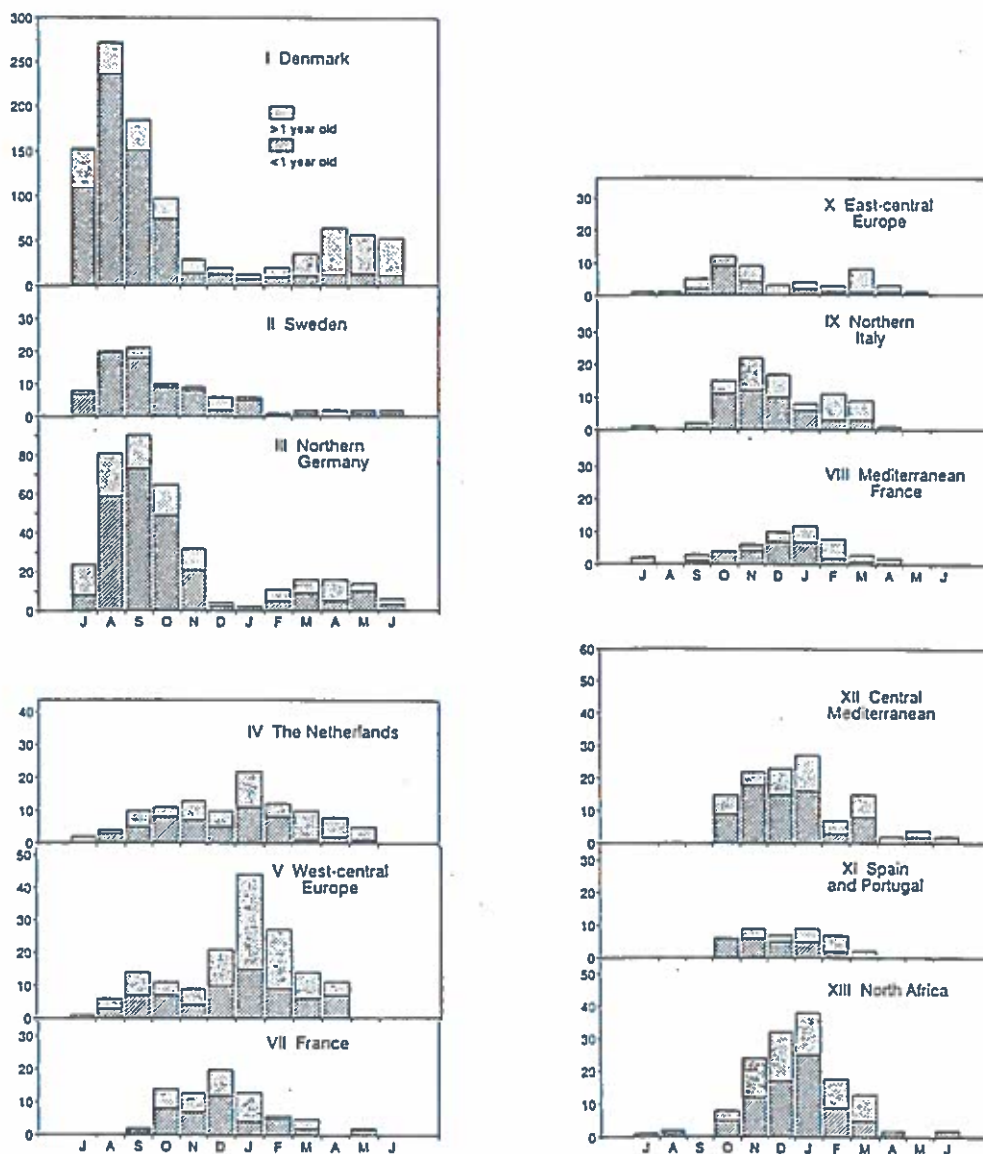 300
250
200
150
100
50
0
I Denmark
>1 year old
<1 year old
30
20
10
0
II Sweden
80
60
40
20
0
III Northern
Germany
J A S O N D J F M A M J
40
30
20
10
0
IV The Netherlands
50
40
30
20
10
0
V West-central
Europe
30
20
10
0
VII France
J A S O N D J F M A M J
30
20
10
0
X East-central
Europe
30
20
10
0
IX Northern
Italy
30
20
10
0
VIII Mediterranean
France
J A S O N D J F M A M J
60
50
40
30
20
10
0
XII Central
Mediterranean
30
20
10
0
XI Spain
and Portugal
50
40
30
20
10
0
XIII North Africa
J A S O N D J F M A M J